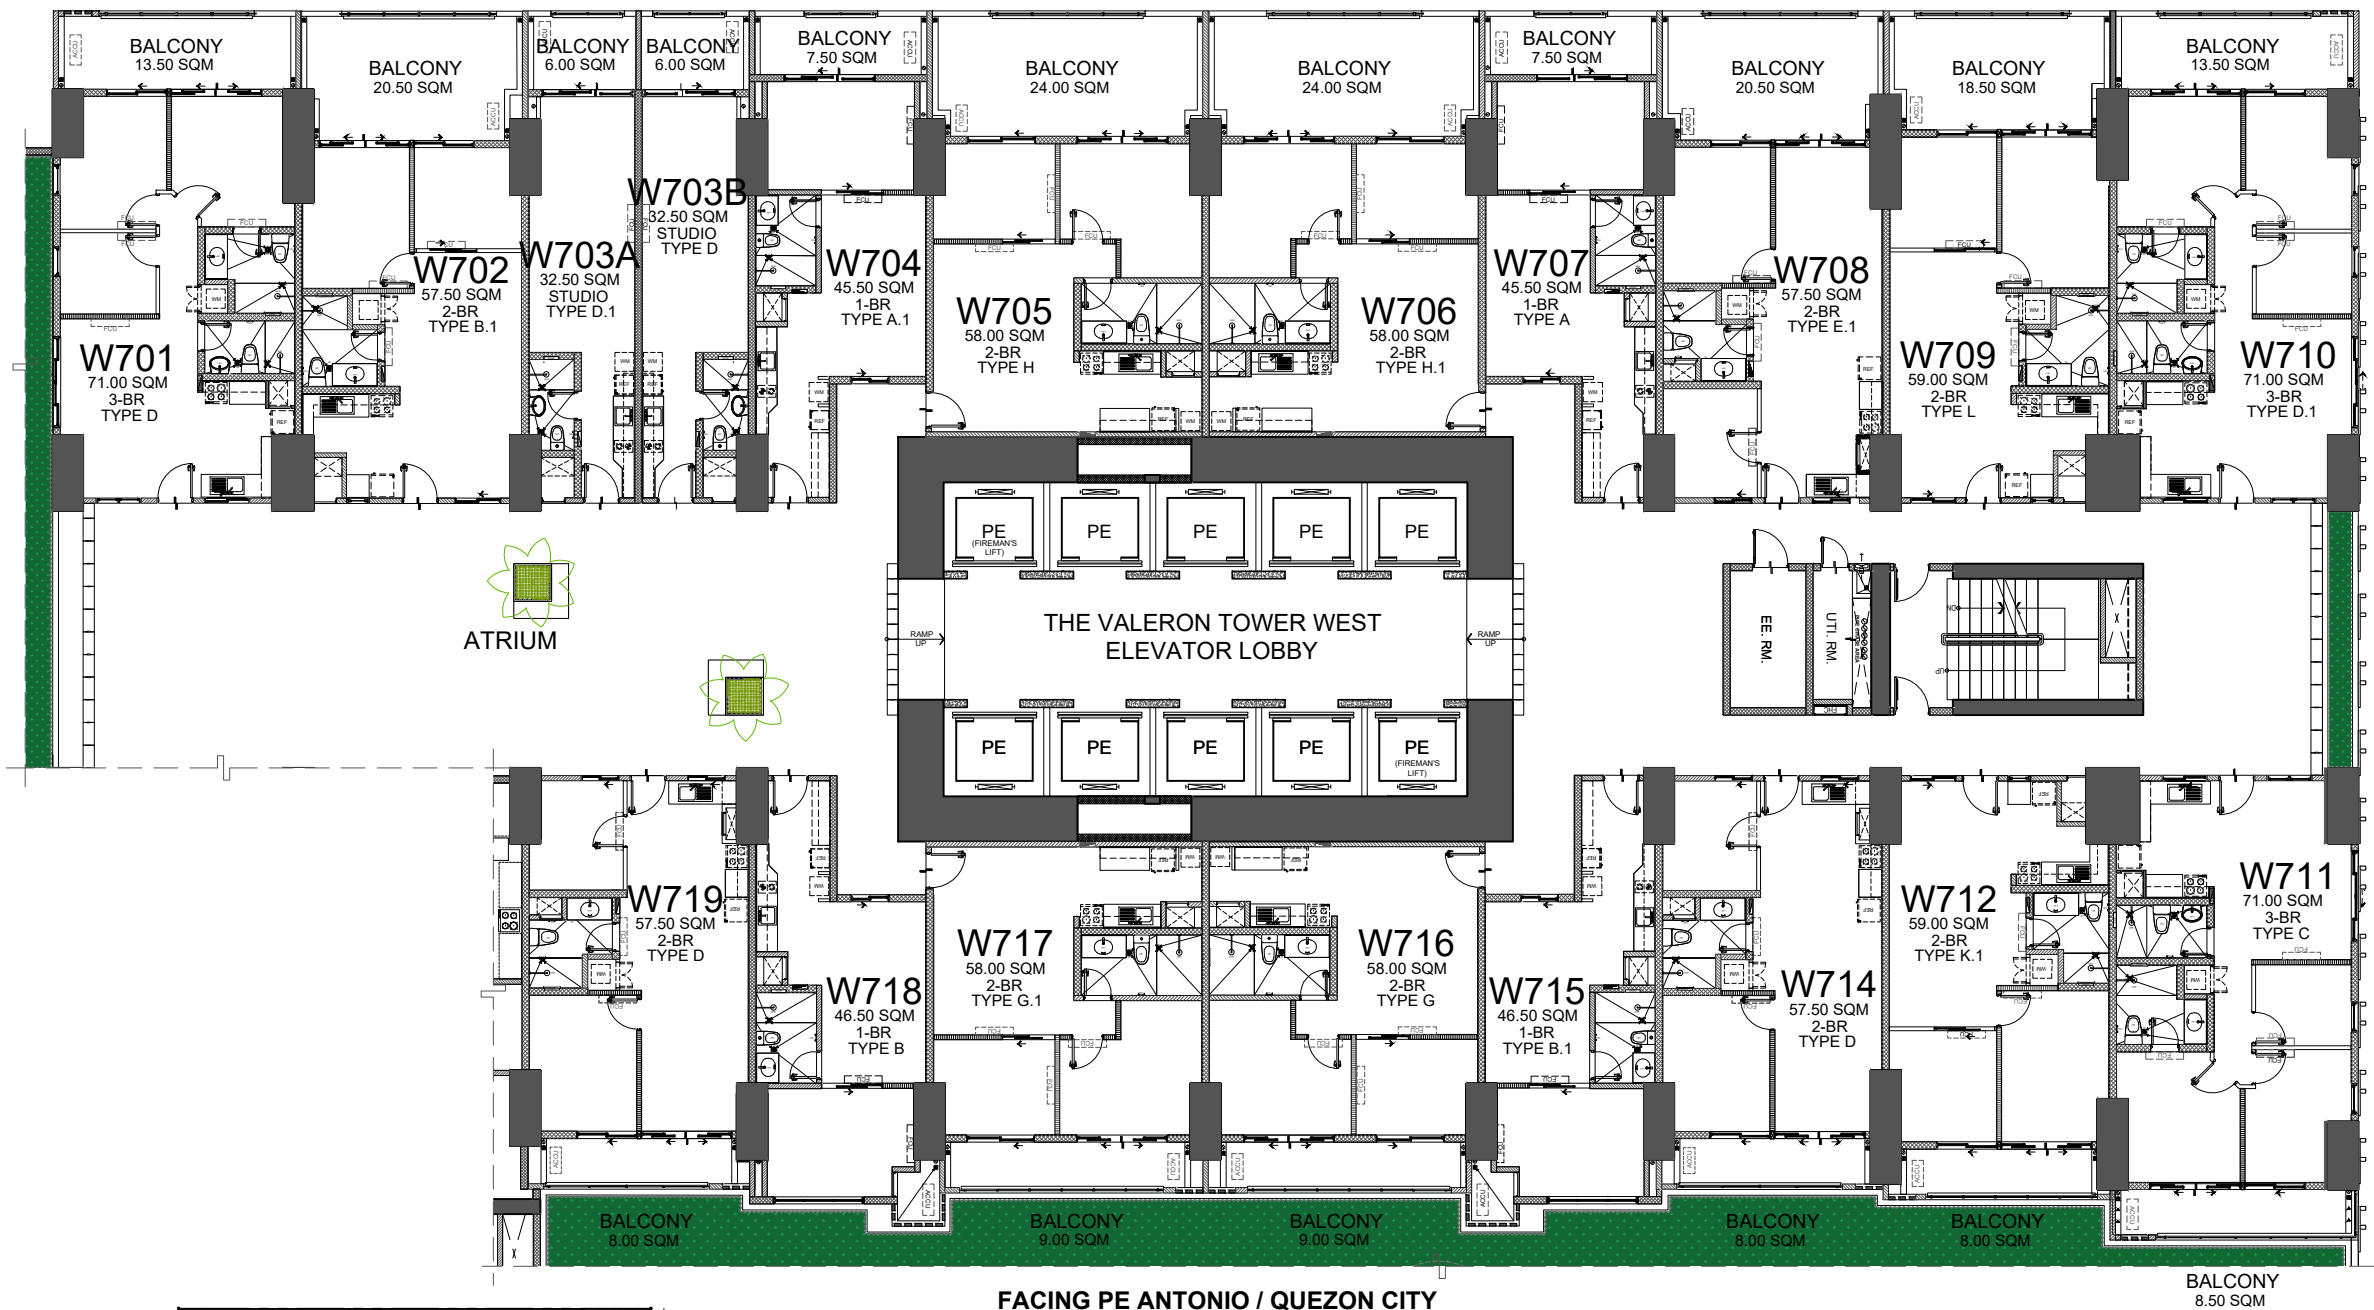 BALCONY
13.50 SQM
BALCONY
20.50 SQM
BALCONY
6.00 SQM
BALCONY
6.00 SQM
BALCONY
7.50 SQM
BALCONY
24.00 SQM
BALCONY
24.00 SQM
BALCONY
7.50 SQM
BALCONY
20.50 SQM
BALCONY
18.50 SQM
BALCONY
13.50 SQM
W701
71.00 SQM
3-BR
TYPE D
W702
57.50 SQM
2-BR
TYPE B.1
W703A
32.50 SQM
STUDIO
TYPE D.1
W703B
32.50 SQM
STUDIO
TYPE D
W704
45.50 SQM
1-BR
TYPE A.1
W705
58.00 SQM
2-BR
TYPE H
W706
58.00 SQM
2-BR
TYPE H.1
W707
45.50 SQM
1-BR
TYPE A
W708
57.50 SQM
2-BR
TYPE E.1
W709
59.00 SQM
2-BR
TYPE L
W710
71.00 SQM
3-BR
TYPE D.1
PE
(FIREMAN'S
LIFT)
PE
PE
PE
PE
ATRIUM
RAMP
UP
THE VALERON TOWER WEST
ELEVATOR LOBBY
RAMP
UP
EE. RM.
UTI. RM.
FHC
DN
UP
PE
PE
PE
PE
PE
(FIREMAN'S
LIFT)
W719
57.50 SQM
2-BR
TYPE D
W718
46.50 SQM
1-BR
TYPE B
W717
58.00 SQM
2-BR
TYPE G.1
W716
58.00 SQM
2-BR
TYPE G
W715
46.50 SQM
1-BR
TYPE B.1
W714
57.50 SQM
2-BR
TYPE D
W712
59.00 SQM
2-BR
TYPE K.1
W711
71.00 SQM
3-BR
TYPE C
BALCONY
8.00 SQM
BALCONY
9.00 SQM
BALCONY
9.00 SQM
BALCONY
8.00 SQM
BALCONY
8.00 SQM
BALCONY
8.50 SQM
FACING PE ANTONIO / QUEZON CITY